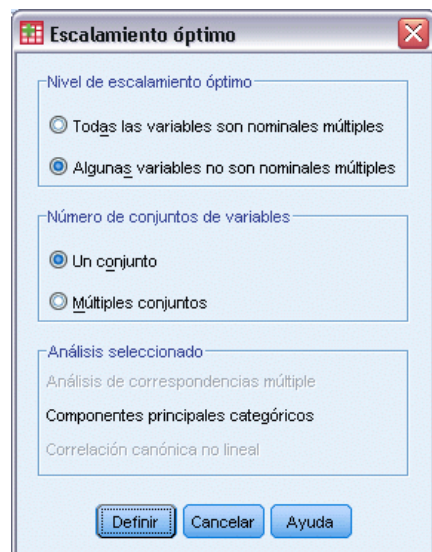 Escalamiento óptimo
Nivel de escalamiento óptimo
Todas las variables son nominales múltiples
Algunas variables no son nominales múltiples
Número de conjuntos de variables
Un conjunto
Múltiples conjuntos
Análisis seleccionado
Análisis de correspondencias múltiple
Componentes principales categóricos
Correlación canónica no lineal
Definir Cancelar Ayuda